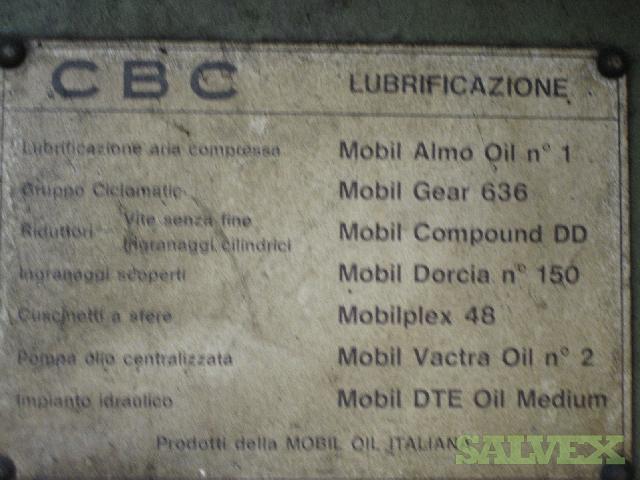 CBC LUBRIFICAZIONE
Lubrificazione aria compressa Mobil Almo Oil n° 1
Gruppo Ciclomatic Mobil Gear 636
Riduttori Vite senza fine
Ingranaggi cilindrici Mobil Compound DD
Ingranaggi scoperti Mobil Dorcia n° 150
Cuscinetti a sfere Mobilplex 48
Pompa olio centralizzata Mobil Vactra Oil n° 2
Impianto idraulico Mobil DTE Oil Medium
Prodotti della MOBIL OIL ITALIANA
SALVEX